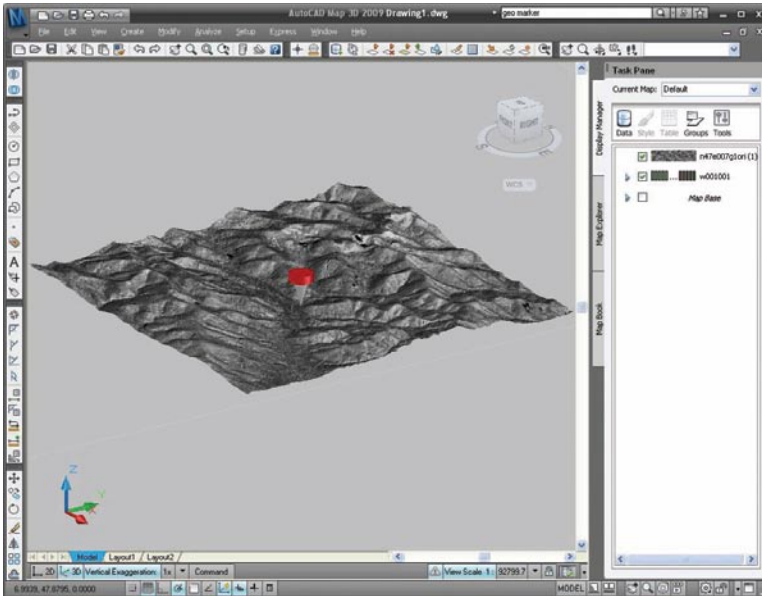 AutoCAD Map 3D 2009 Drawing1.dwg
geo marker
File Edit View Create Modify Analyze Setup Express Window Help
Task Pane
Current Map: Default
Data Style Table Groups Tools
n47e007g1ori (1)
w001001
Map Base
Display Manager
Map Explorer
Map Book
RIGHT
WCS
Z
Y
Model Layout1 Layout2
2D 3D Vertical Exaggeration: 1x Command View Scale 1: 92799.7
6.9939, 47.8795, 0.0000 MODEL